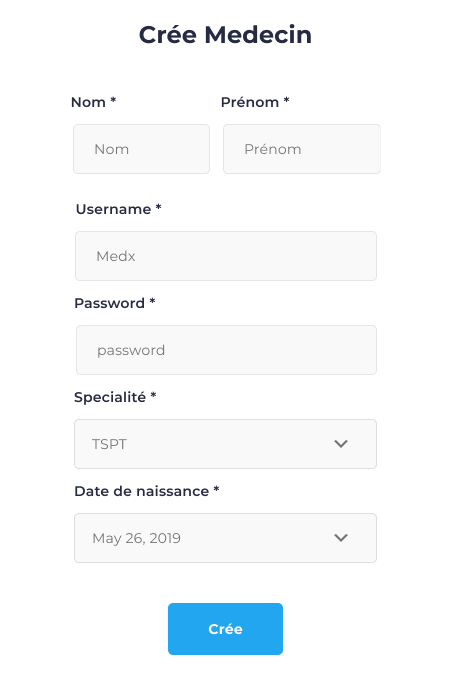 Crée Medecin
Nom * Prénom *
Nom Prénom
Username *
Medx
Password *
password
Specialité *
TSPT
Date de naissance *
May 26, 2019
Crée